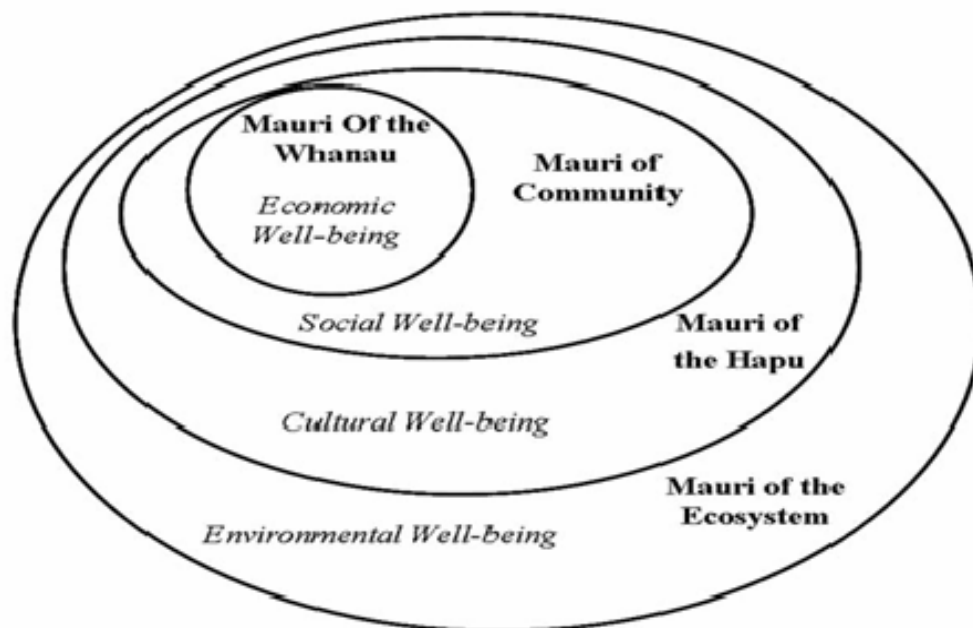 Mauri Of the
Whanau
Economic
Well-being
Mauri of
Community
Social Well-being
Mauri of
the Hapu
Cultural Well-being
Mauri of the
Ecosystem
Environmental Well-being